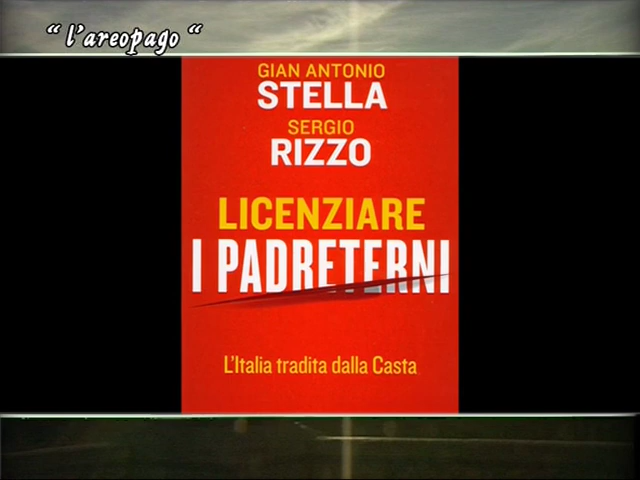 “ l'areopago “
GIAN ANTONIO
STELLA
SERGIO
RIZZO
LICENZIARE
I PADRETERNI
L'Italia tradita dalla Casta